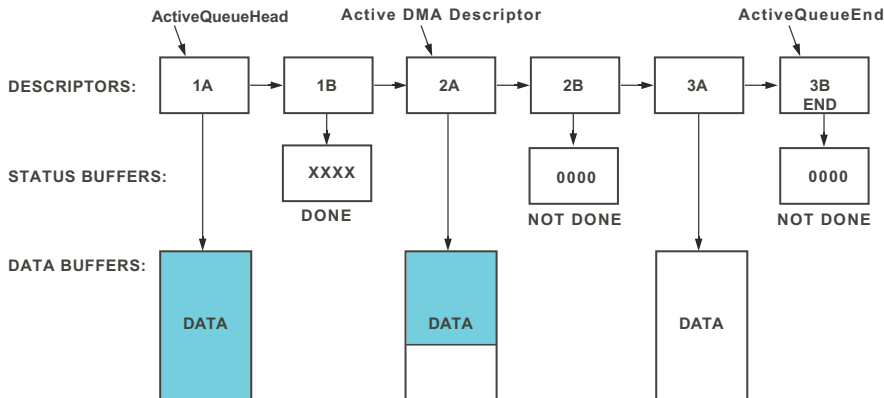 ActiveQueueHead
Active DMA Descriptor
ActiveQueueEnd
DESCRIPTORS:
1A
1B
2A
2B
3A
3B
END
STATUS BUFFERS:
XXXX
0000
0000
DONE
NOT DONE
NOT DONE
DATA BUFFERS:
DATA
DATA
DATA